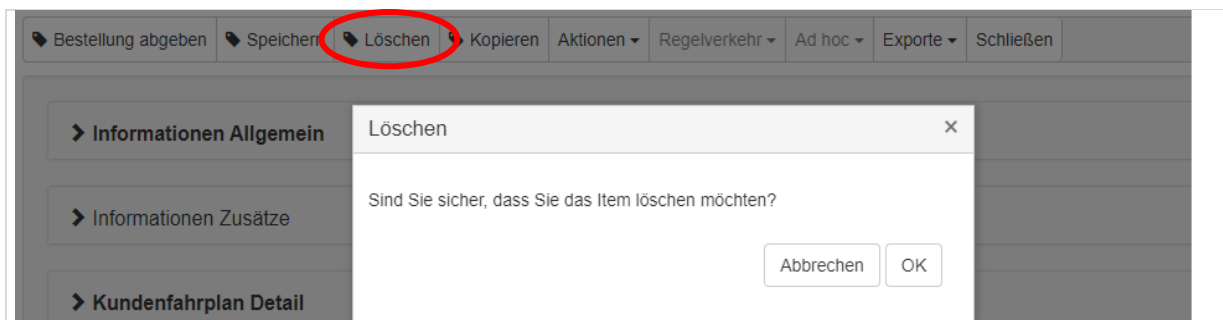 Bestellung abgeben Speichern Löschen Kopieren Aktionen Regelverkehr Ad hoc Exporte Schließen
Informationen Allgemein
Löschen ×
Sind Sie sicher, dass Sie das Item löschen möchten?
Informationen Zusätze
Abbrechen OK
Kundenfahrplan Detail